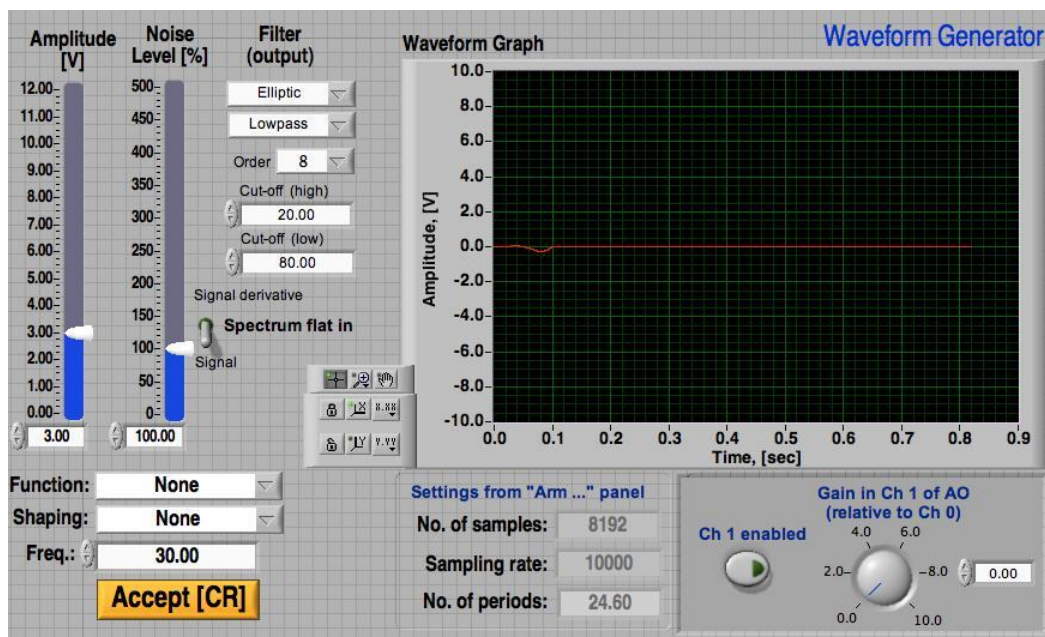 Waveform Generator
Amplitude [V]
12.00
11.00
10.00
9.00
8.00
7.00
6.00
5.00
4.00
3.00
2.00
1.00
0.00
3.00
Noise Level [%]
500
450
400
350
300
250
200
150
100
50
0
100.00
Filter
(output)
Elliptic
Lowpass
Order 8
Cut-off (high)
20.00
Cut-off (low)
80.00
Signal derivative
Spectrum flat in
Signal
Waveform Graph
Amplitude, [V]
10.0
8.0
6.0
4.0
2.0
0.0
-2.0
-4.0
-6.0
-8.0
-10.0
0.0 0.1 0.2 0.3 0.4 0.5 0.6 0.7 0.8 0.9
Time, [sec]
X X.XX
Y Y.YY
Function: None
Shaping: None
Freq.: 30.00
Accept [CR]
Settings from "Arm ..." panel
No. of samples: 8192
Sampling rate: 10000
No. of periods: 24.60
Ch 1 enabled
Gain in Ch 1 of AO
(relative to Ch 0)
4.0 6.0
2.0 8.0
0.0 10.0
0.00